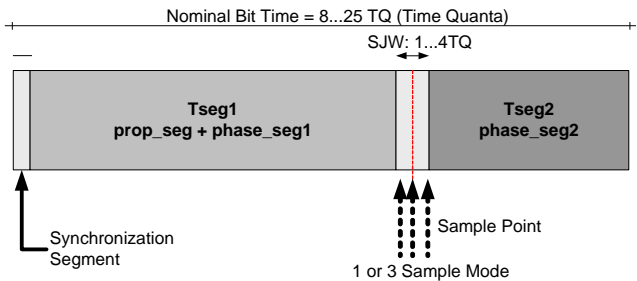 Nominal Bit Time = 8...25 TQ (Time Quanta)
SJW: 1...4TQ
Tseg1
prop_seg + phase_seg1
Tseg2
phase_seg2
Sample Point
Synchronization
Segment
1 or 3 Sample Mode